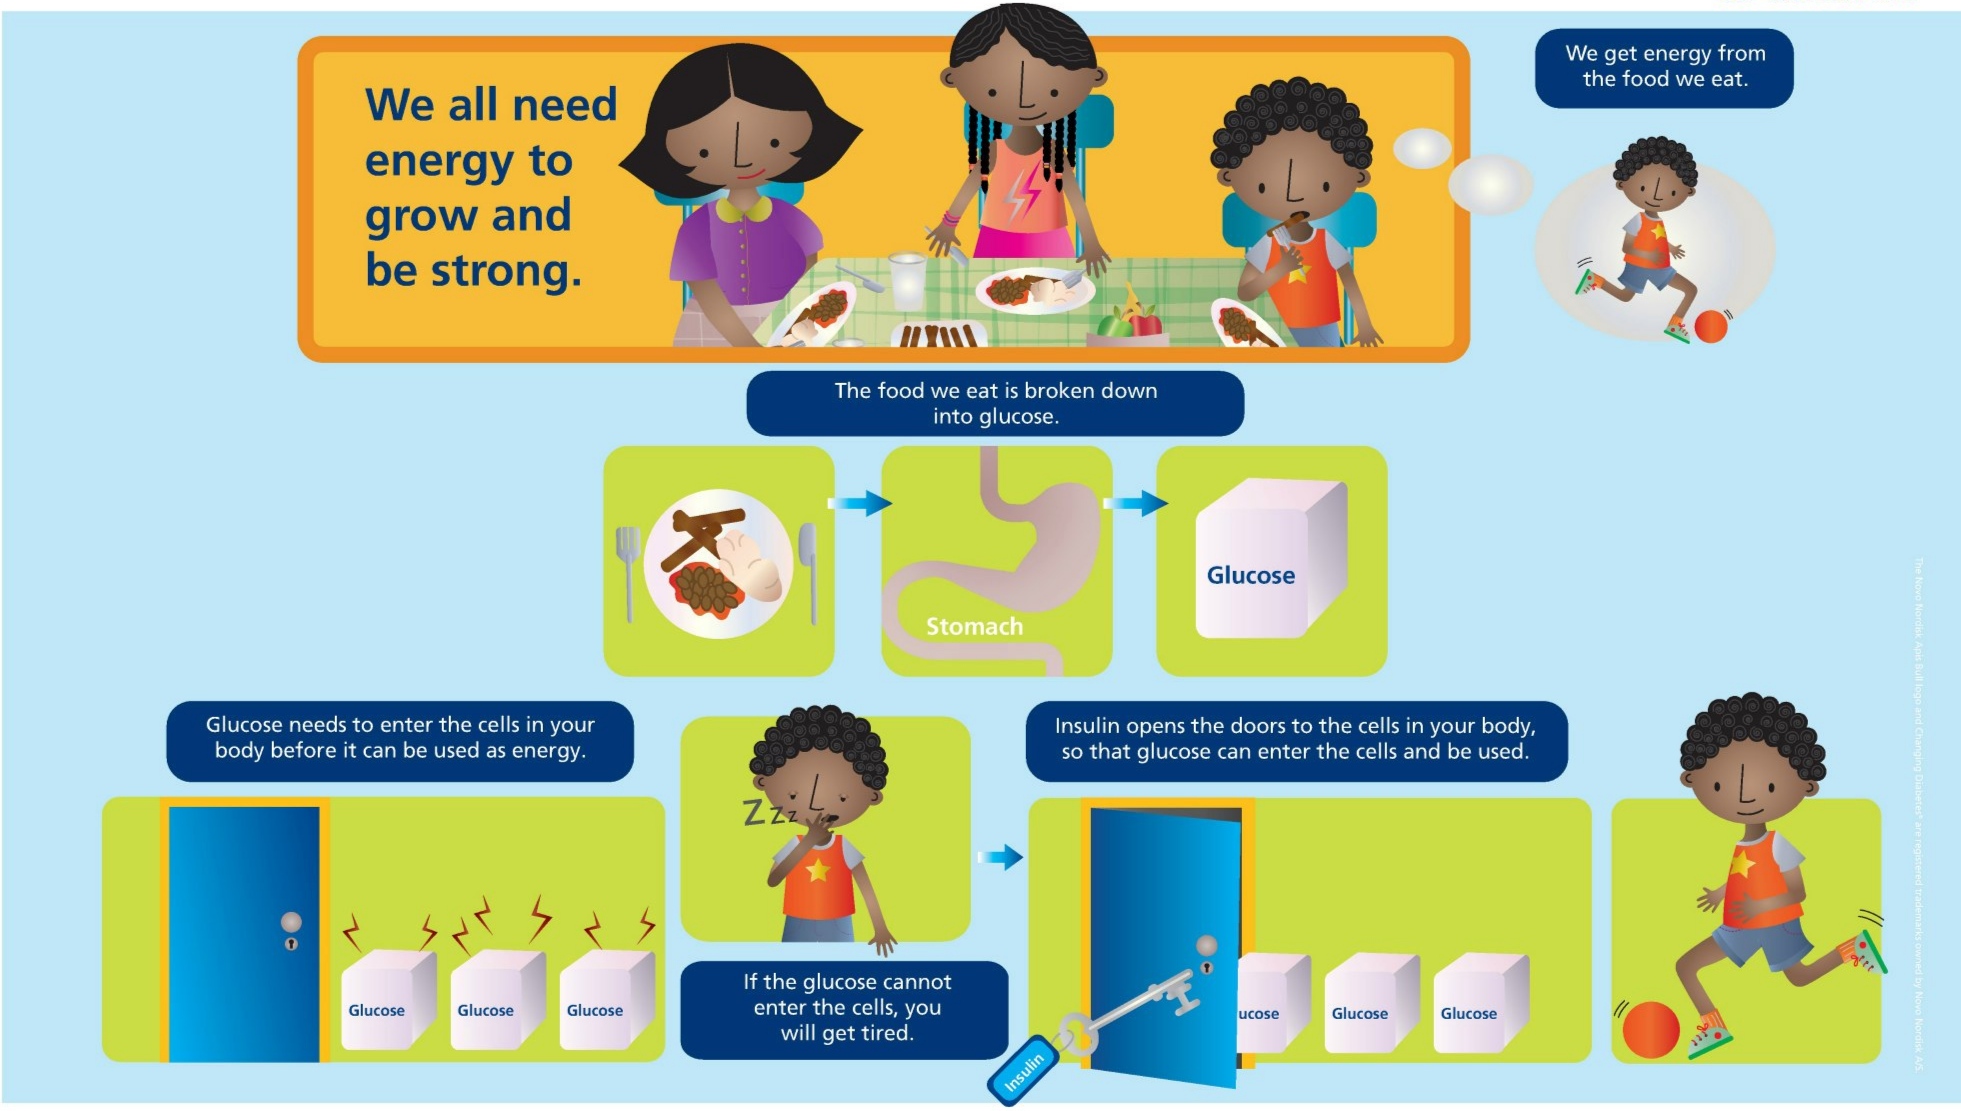 We all need
energy to
grow and
be strong.
We get energy from
the food we eat.
The food we eat is broken down
into glucose.
Stomach
Glucose
Glucose needs to enter the cells in your
body before it can be used as energy.
Glucose
Glucose
Glucose
Zzz
If the glucose cannot
enter the cells, you
will get tired.
Insulin opens the doors to the cells in your body,
so that glucose can enter the cells and be used.
ucose
Glucose
Glucose
Insulin
The Novo Nordisk Apis Bull logo and Changing Diabetes® are registered trademarks owned by Novo Nordisk A/S.